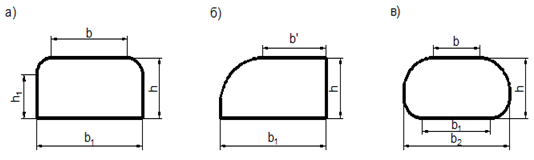 а) б) в)
b b' b
h₁ h h h
b₁ b₁ b₁
b₂